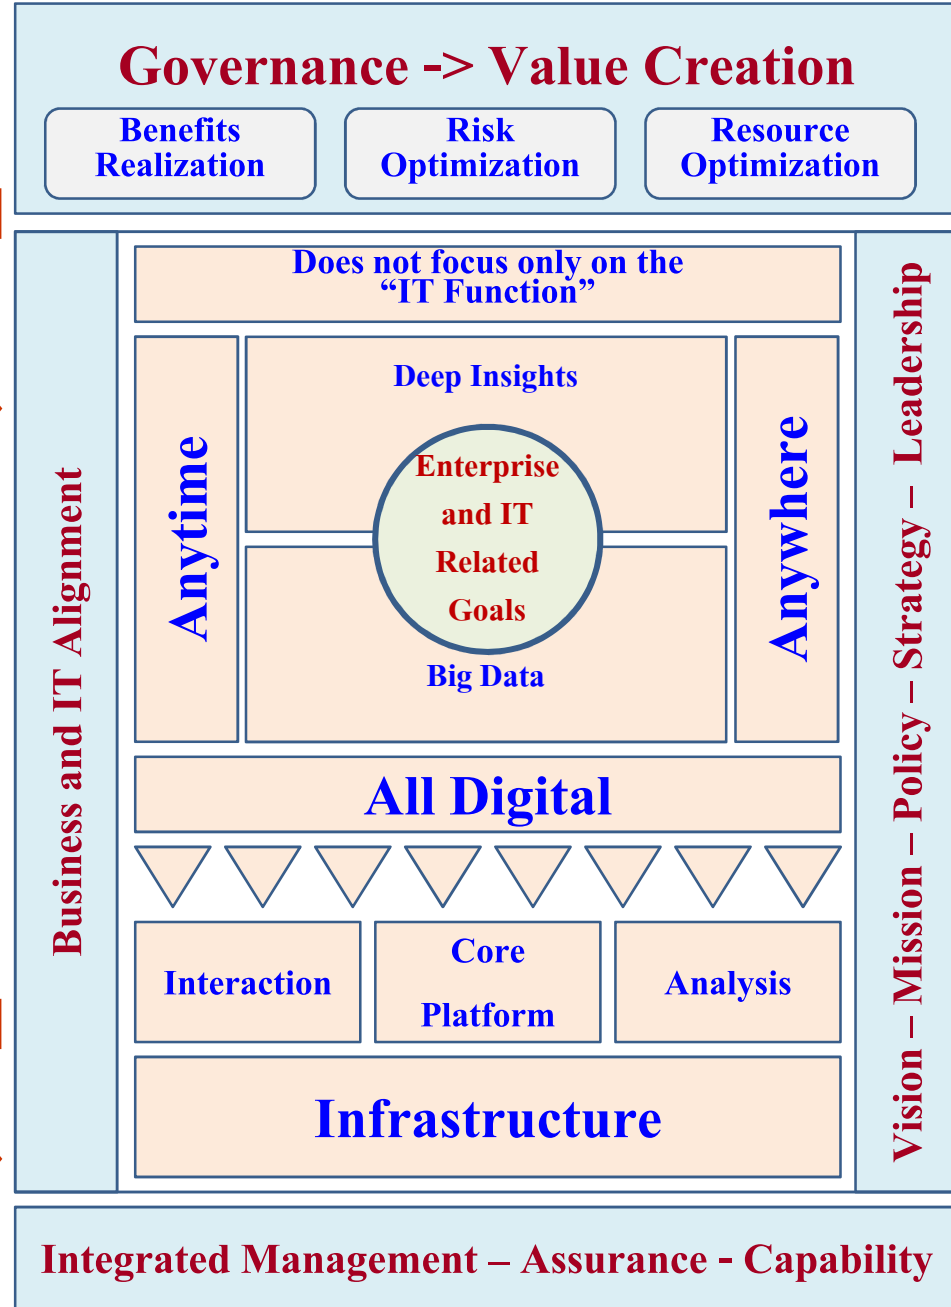 Governance -> Value Creation
Benefits
Realization
Risk
Optimization
Resource
Optimization
Business and IT Alignment
Does not focus only on the
“IT Function”
Anytime
Deep Insights
Enterprise
and IT
Related
Goals
Big Data
Anywhere
All Digital
Interaction
Core
Platform
Analysis
Infrastructure
Vision – Mission – Policy – Strategy – Leadership
Integrated Management – Assurance - Capability